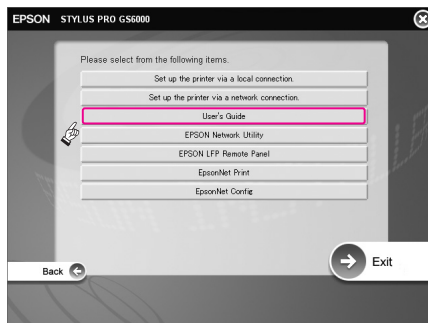 EPSON STYLUS PRO GS6000
Please select from the following items.
Set up the printer via a local connection.
Set up the printer via a network connection.
User's Guide
EPSON Network Utility
EPSON LFP Remote Panel
EpsonNet Print
EpsonNet Config
Exit
Back